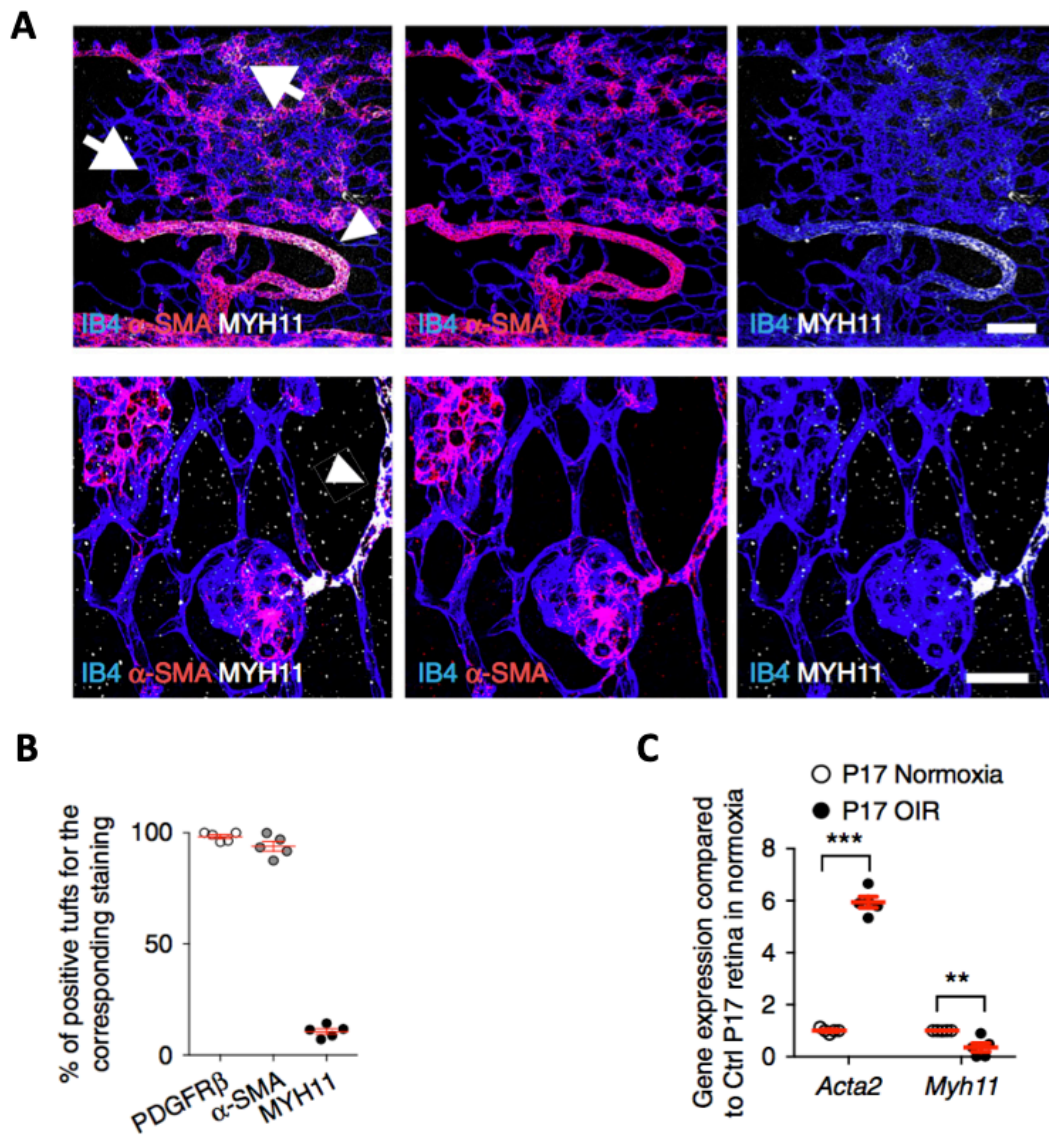 A
IB4 α-SMA MYH11
IB4 α-SMA
IB4 MYH11
IB4 α-SMA MYH11
IB4 α-SMA
IB4 MYH11
B
% of positive tufts for the
corresponding staining
100
50
0
PDGFRβ
α-SMA
MYH11
C
P17 Normoxia
P17 OIR
Gene expression compared
to Ctrl P17 retina in normoxia
8
6
4
2
0
***
**
Acta2
Myh11